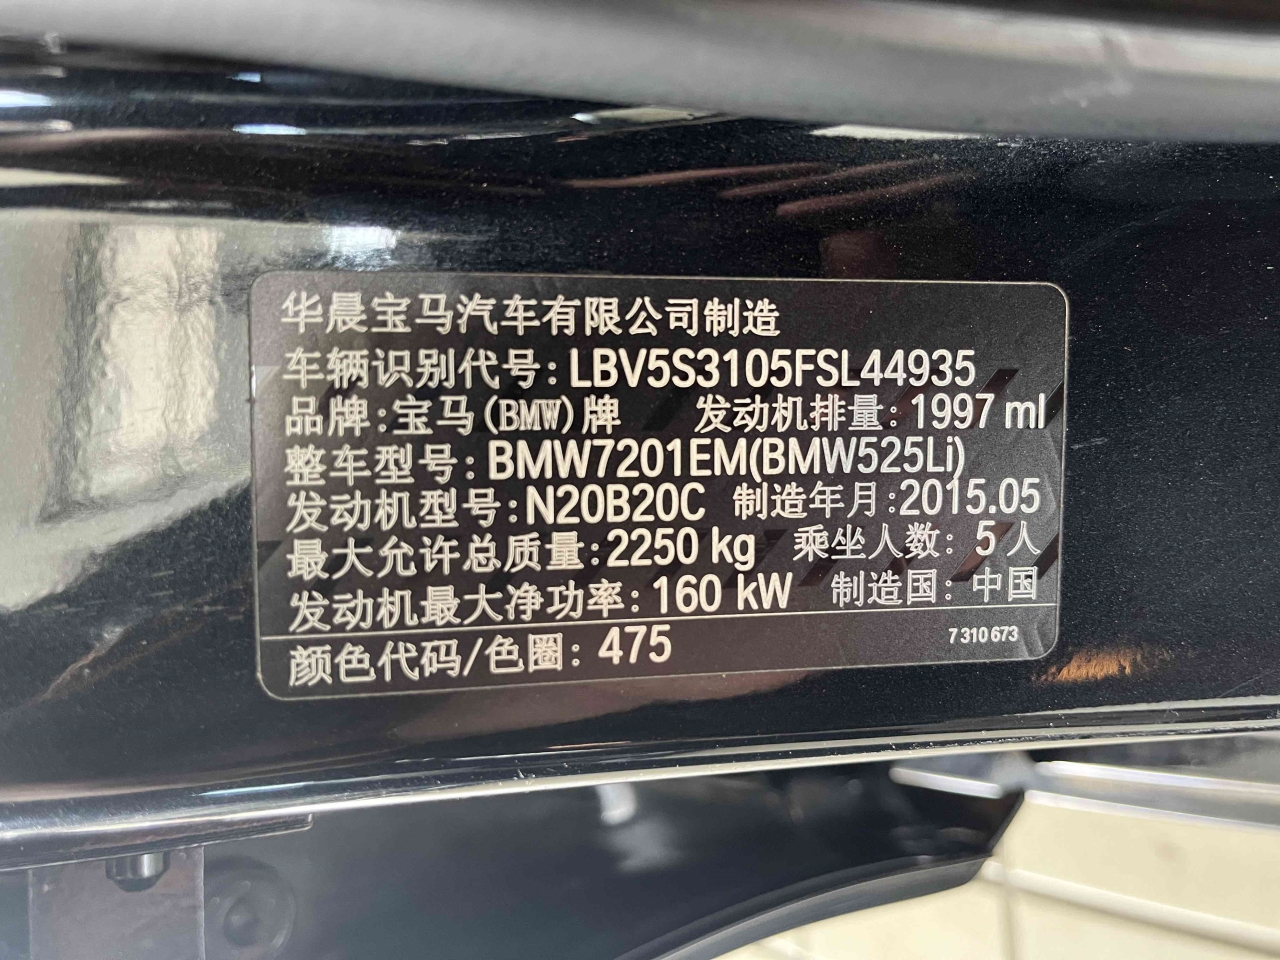 华晨宝马汽车有限公司制造
车辆识别代号:LBV5S3105FSL44935
品牌:宝马(BMW)牌 发动机排量:1997 ml
整车型号:BMW7201EM(BMW525Li)
发动机型号:N20B20C 制造年月:2015.05
最大允许总质量:2250 kg 乘坐人数: 5人
发动机最大净功率:160 kW 制造国: 中国
颜色代码/色圈: 475 7 310 673